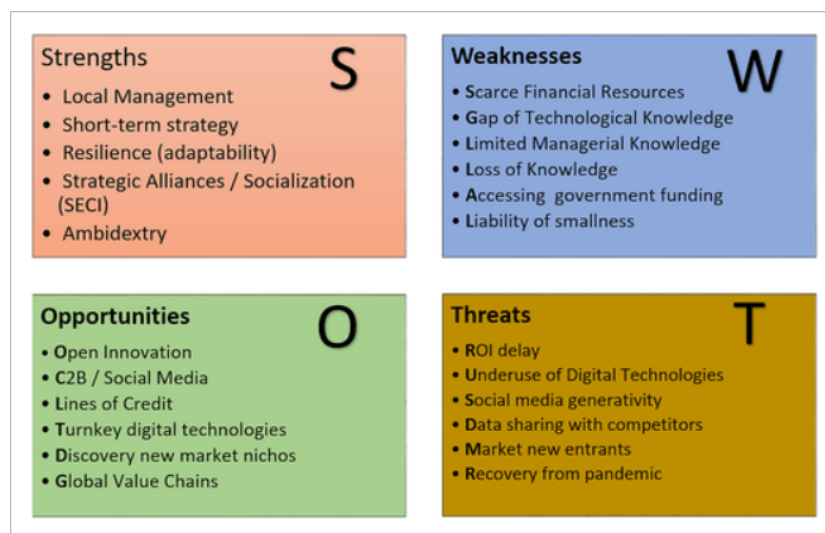 Strengths
S
• Local Management
• Short-term strategy
• Resilience (adaptability)
• Strategic Alliances / Socialization
(SECI)
• Ambidextry
Weaknesses
W
• Scarce Financial Resources
• Gap of Technological Knowledge
• Limited Managerial Knowledge
• Loss of Knowledge
• Accessing government funding
• Liability of smallness
Opportunities
O
• Open Innovation
• C2B / Social Media
• Lines of Credit
• Turnkey digital technologies
• Discovery new market nichos
• Global Value Chains
Threats
T
• ROI delay
• Underuse of Digital Technologies
• Social media generativity
• Data sharing with competitors
• Market new entrants
• Recovery from pandemic